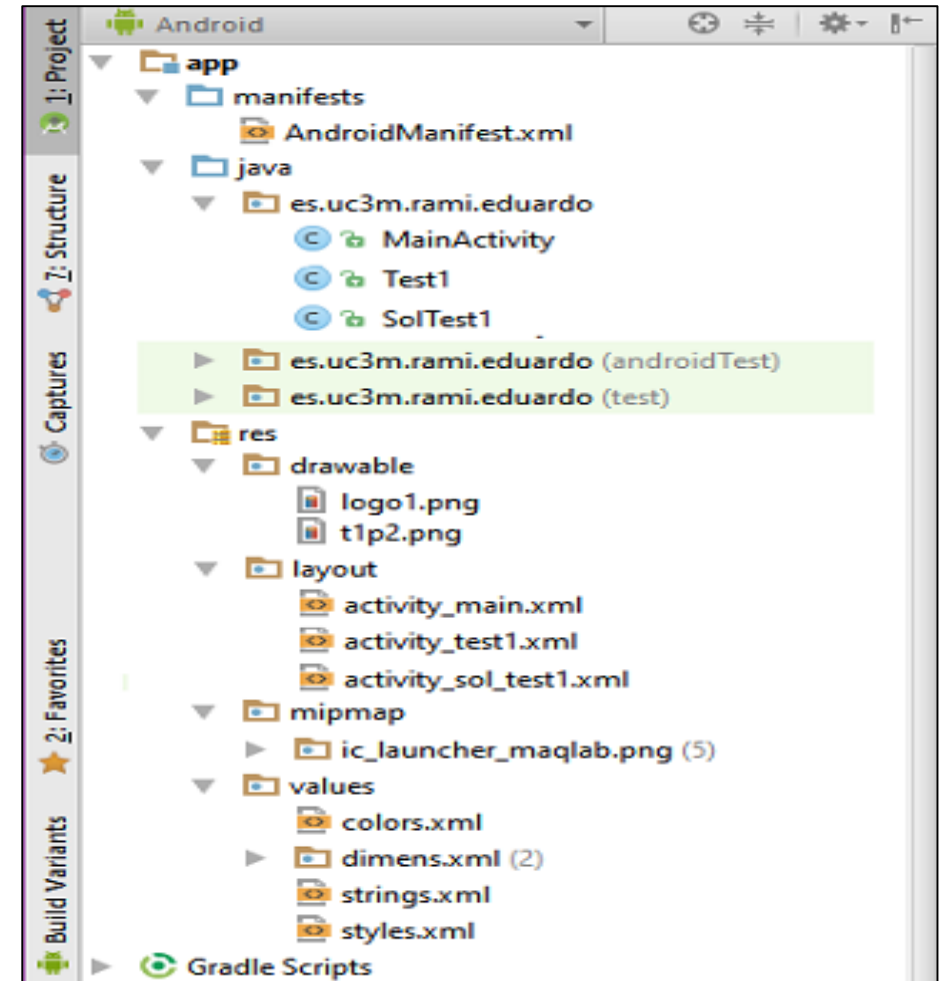 Android
app
manifests
AndroidManifest.xml
java
es.uc3m.rami.eduardo
MainActivity
Test1
SolTest1
es.uc3m.rami.eduardo (androidTest)
es.uc3m.rami.eduardo (test)
res
drawable
logo1.png
t1p2.png
layout
activity_main.xml
activity_test1.xml
activity_sol_test1.xml
mipmap
ic_launcher_maqlab.png (5)
values
colors.xml
dimens.xml (2)
strings.xml
styles.xml
Gradle Scripts
1: Project
7: Structure
Captures
2: Favorites
Build Variants